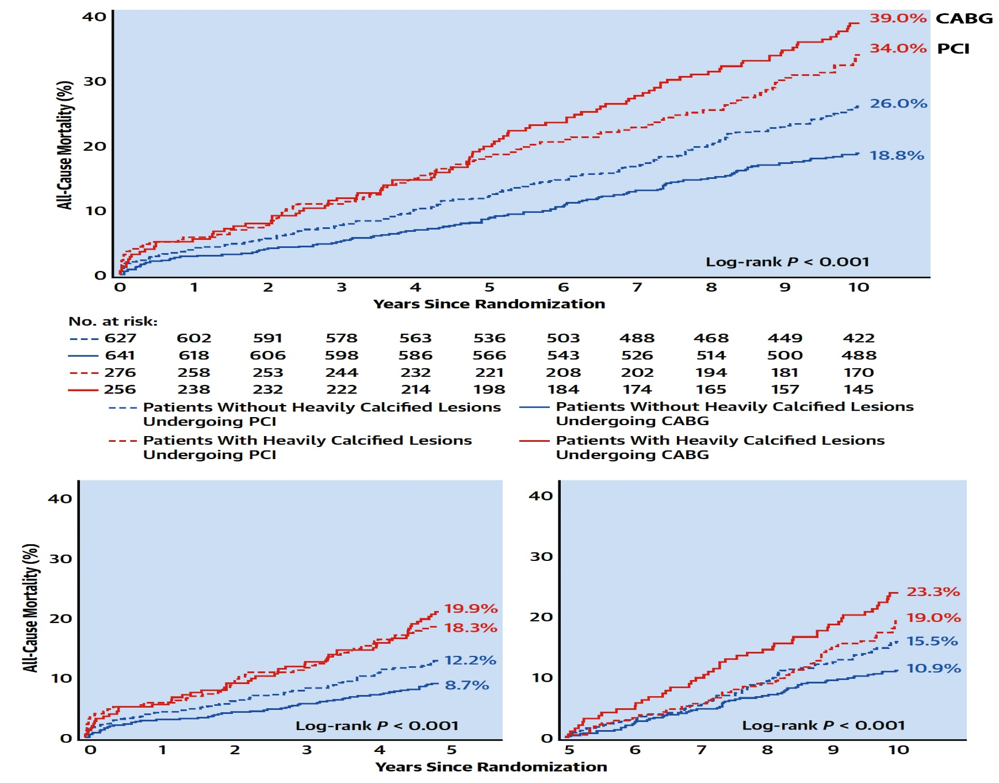 40
30
20
10
0
All-Cause Mortality (%)
39.0% CABG
34.0% PCI
26.0%
18.8%
Log-rank P < 0.001
0 1 2 3 4 5 6 7 8 9 10
Years Since Randomization
No. at risk:
627 602 591 578 563 536 503 488 468 449 422
641 618 606 598 586 566 543 526 514 500 488
276 258 253 244 232 221 208 202 194 181 170
256 238 232 222 214 198 184 174 165 157 145
Patients Without Heavily Calcified Lesions
Undergoing PCI
Patients Without Heavily Calcified Lesions
Undergoing CABG
Patients With Heavily Calcified Lesions
Undergoing PCI
Patients With Heavily Calcified Lesions
Undergoing CABG
40
30
20
10
0
All-Cause Mortality (%)
19.9%
18.3%
12.2%
8.7%
Log-rank P < 0.001
0 1 2 3 4 5
40
30
20
10
0
23.3%
19.0%
15.5%
10.9%
Log-rank P < 0.001
5 6 7 8 9 10
Years Since Randomization